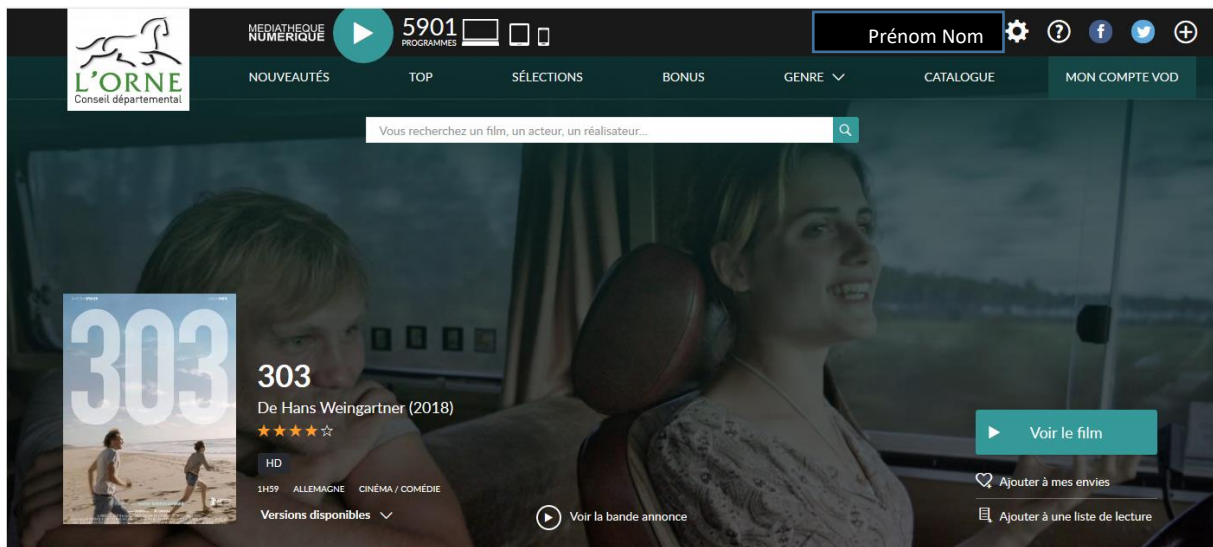 L'ORNE
Conseil départemental
MEDIATHEQUE
NUMERIQUE
5901
PROGRAMMES
Prénom Nom
NOUVEAUTÉS
TOP
SÉLECTIONS
BONUS
GENRE
CATALOGUE
MON COMPTE VOD
Vous recherchez un film, un acteur, un réalisateur...
303
303
De Hans Weingartner (2018)
HD
1H59 ALLEMAGNE CINÉMA / COMÉDIE
Versions disponibles
Voir la bande annonce
Voir le film
Ajouter à mes envies
Ajouter à une liste de lecture